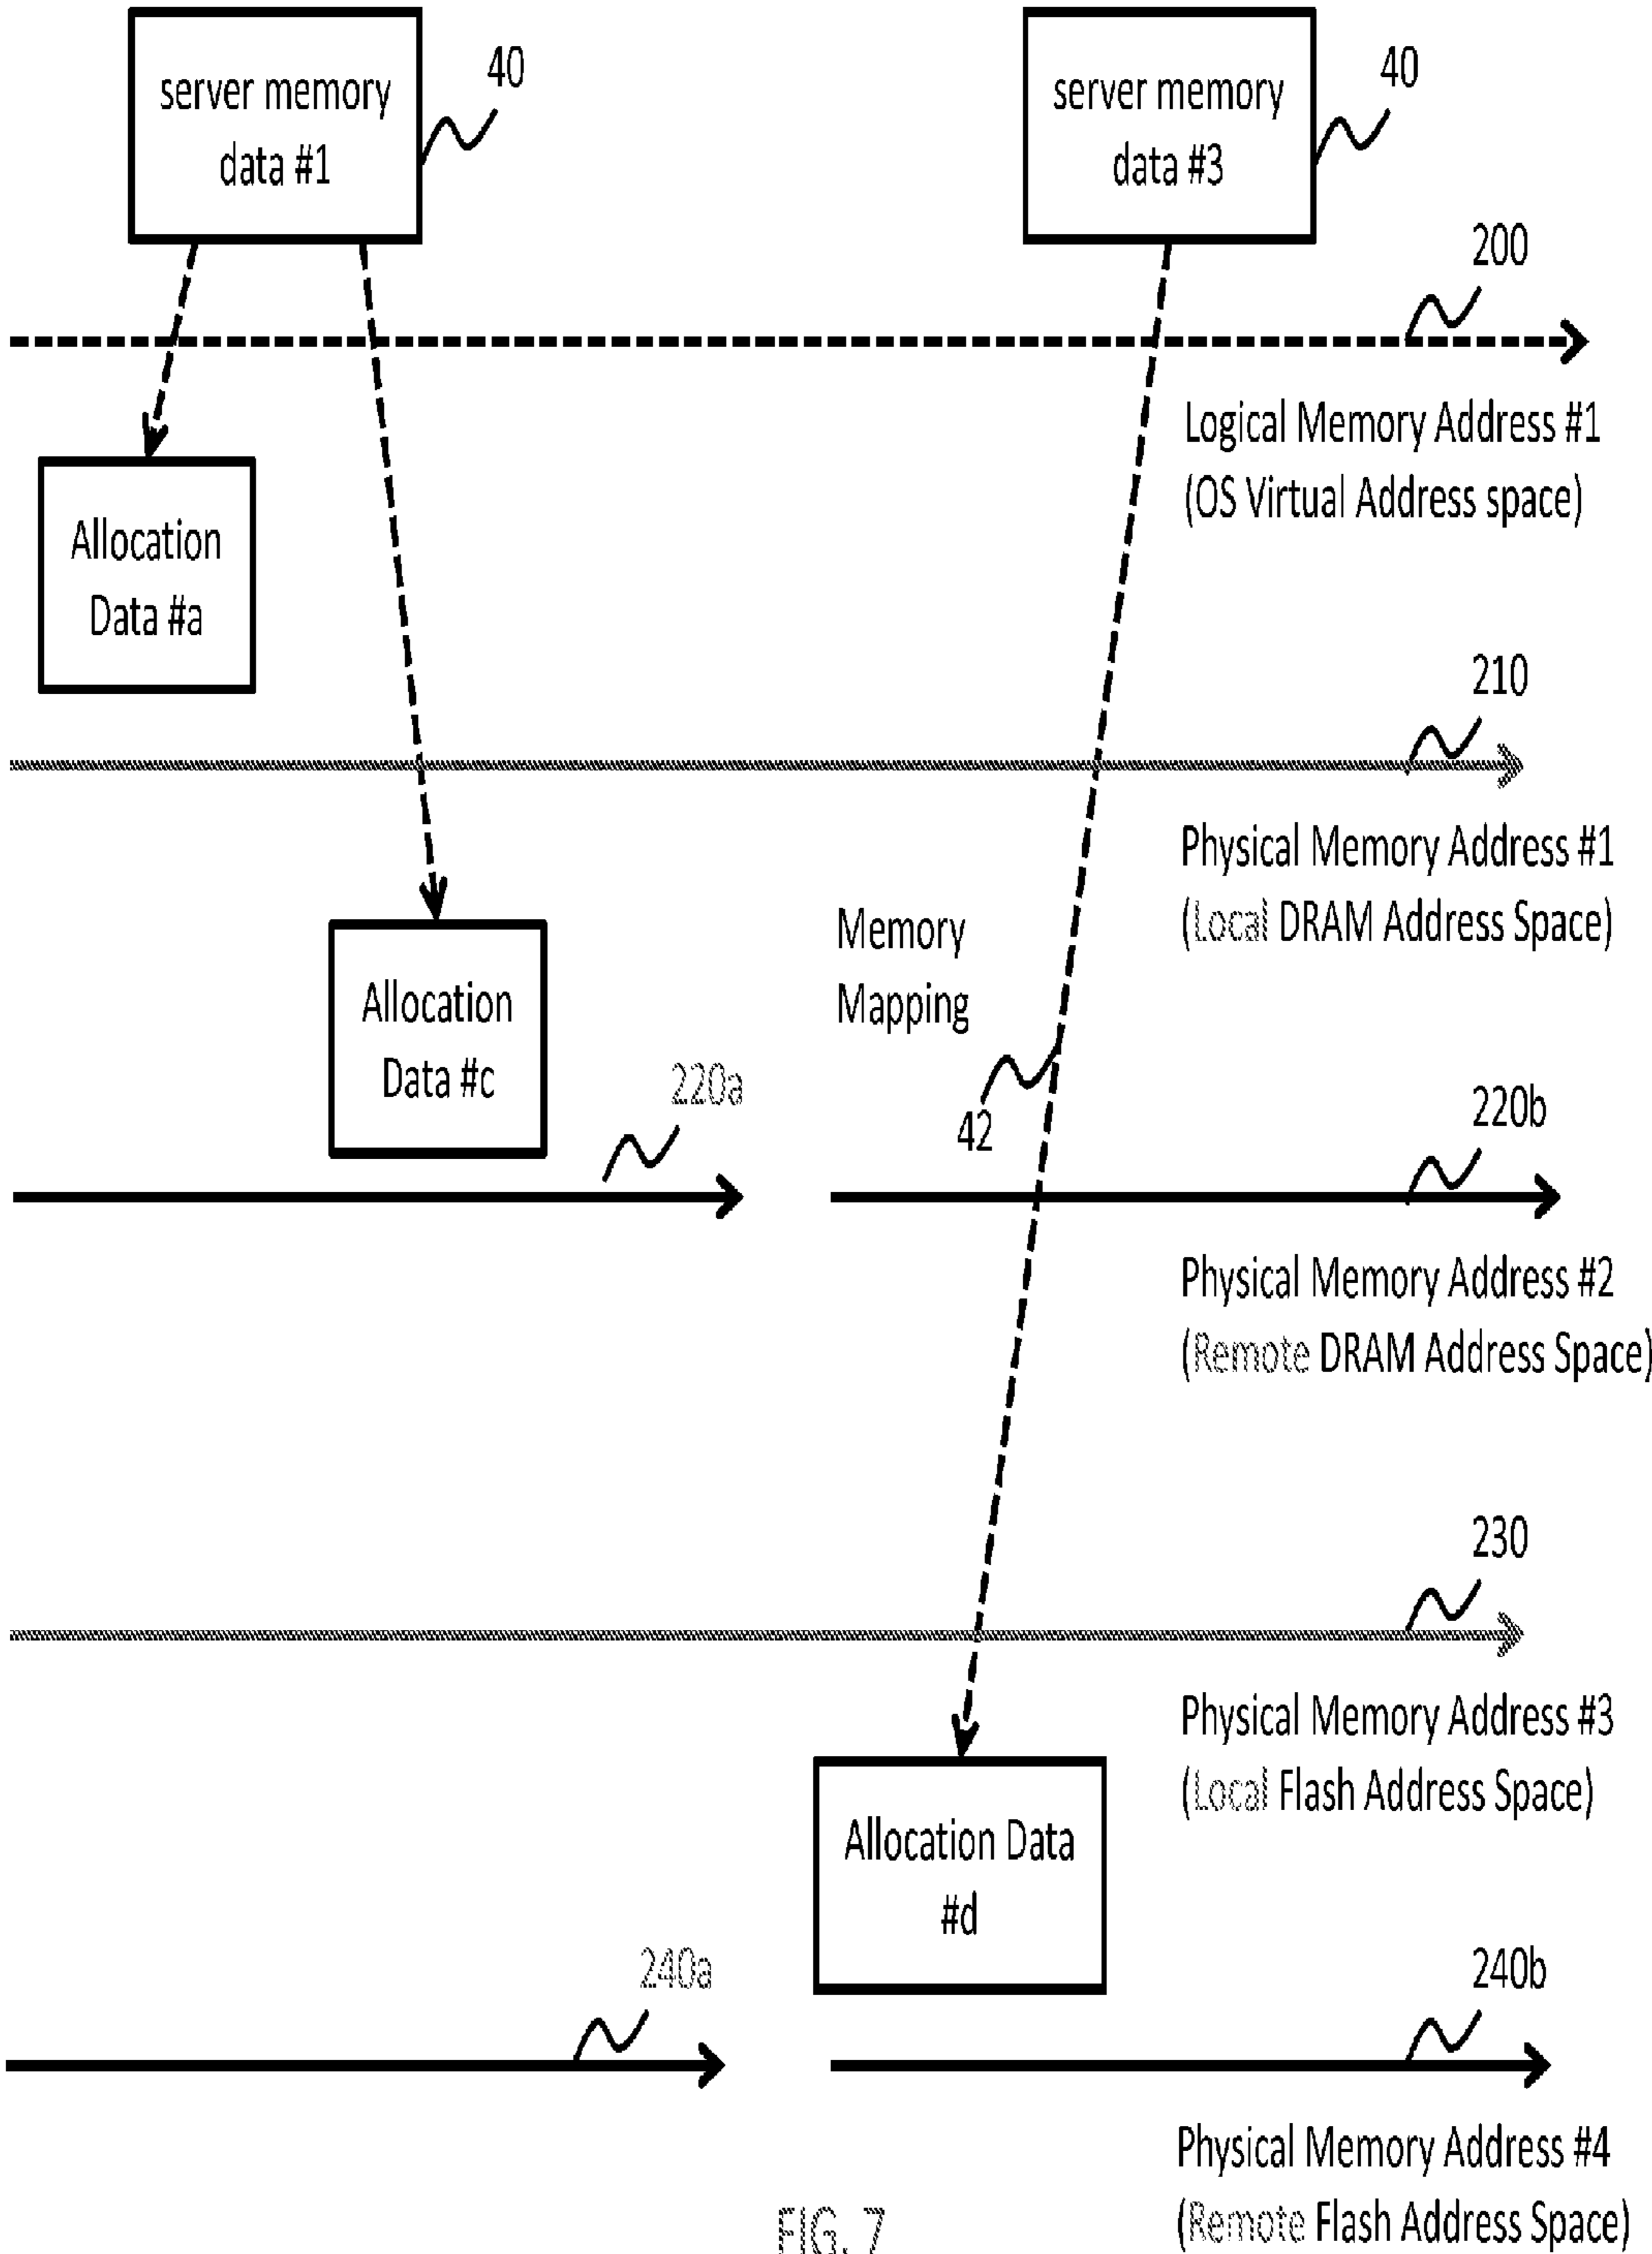 server memory
data #1
40
server memory
data #3
40
200
Logical Memory Address #1
(OS Virtual Address space)
Allocation
Data #a
210
Physical Memory Address #1
(Local DRAM Address Space)
Memory
Mapping
42
Allocation
Data #c
220a
220b
Physical Memory Address #2
(Remote DRAM Address Space)
230
Physical Memory Address #3
(Local Flash Address Space)
Allocation Data
#d
240a
240b
Physical Memory Address #4
(Remote Flash Address Space)
FIG. 7